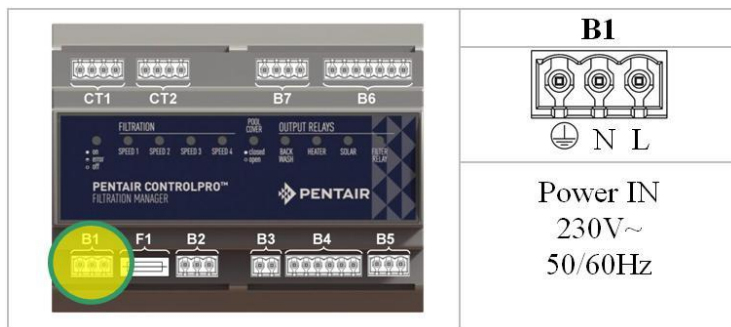 CT1 CT2 B7 B6
FILTRATION
SPEED 1 SPEED 2 SPEED 3 SPEED 4
POOL COVER
OUTPUT RELAYS
on
error
off
closed
open
BACK WASH
HEATER
SOLAR
FILTER RELAY
PENTAIR CONTROLPRO™
FILTRATION MANAGER
PENTAIR
B1 F1 B2 B3 B4 B5
B1
N L
Power IN
230V~
50/60Hz